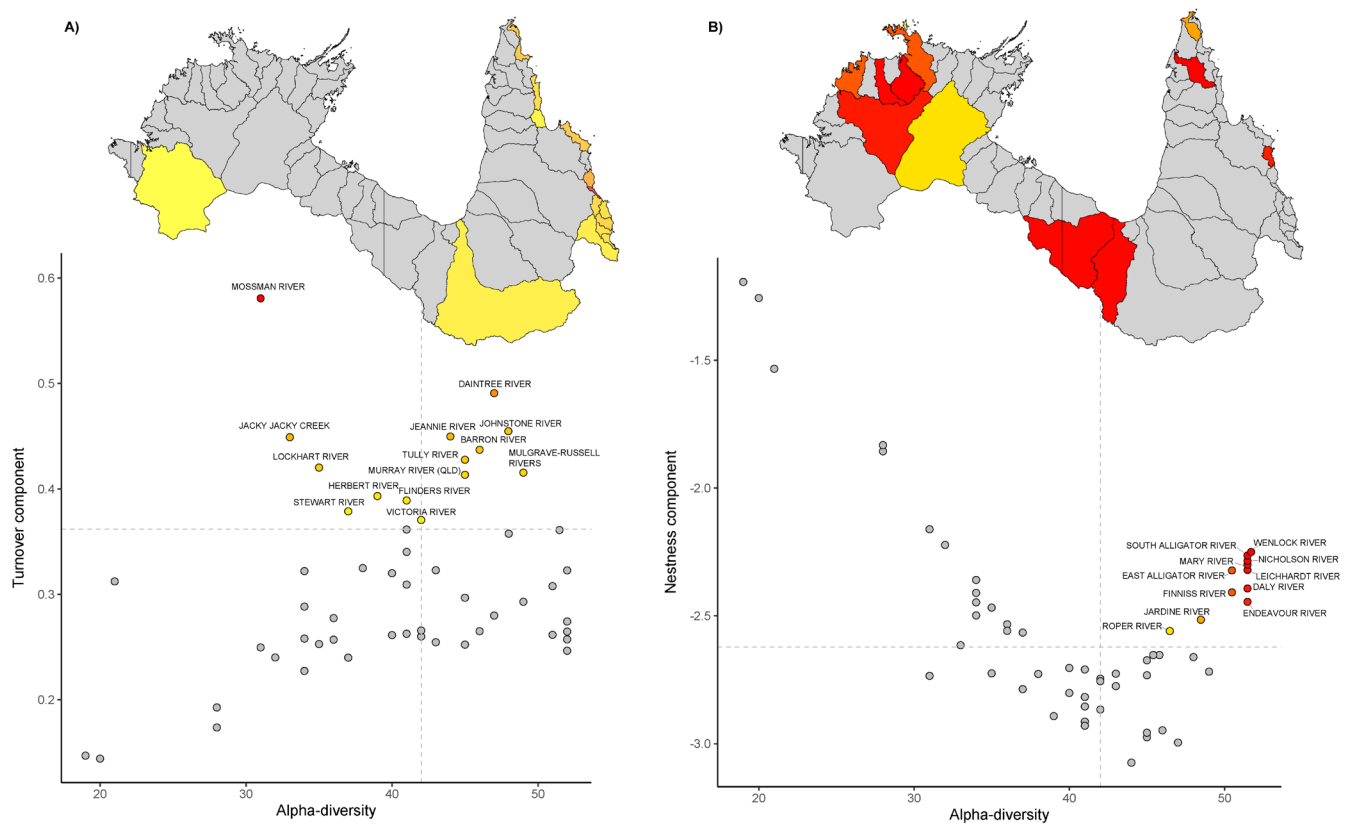 A)
0.6
0.5
0.4
0.3
0.2
Turnover component
MOSSMAN RIVER
DAINTREE RIVER
JACKY JACKY CREEK
JEANNIE RIVER
JOHNSTONE RIVER
BARRON RIVER
LOCKHART RIVER
TULLY RIVER
MULGRAVE-RUSSELL
RIVERS
MURRAY RIVER (QLD)
HERBERT RIVER
FLINDERS RIVER
STEWART RIVER
VICTORIA RIVER
20
30
40
50
Alpha-diversity
B)
-1.5
-2.0
-2.5
-3.0
Nestness component
SOUTH ALLIGATOR RIVER
WENLOCK RIVER
MARY RIVER
NICHOLSON RIVER
EAST ALLIGATOR RIVER
LEICHHARDT RIVER
DALY RIVER
FINNISS RIVER
ENDEAVOUR RIVER
JARDINE RIVER
ROPER RIVER
20
30
40
50
Alpha-diversity